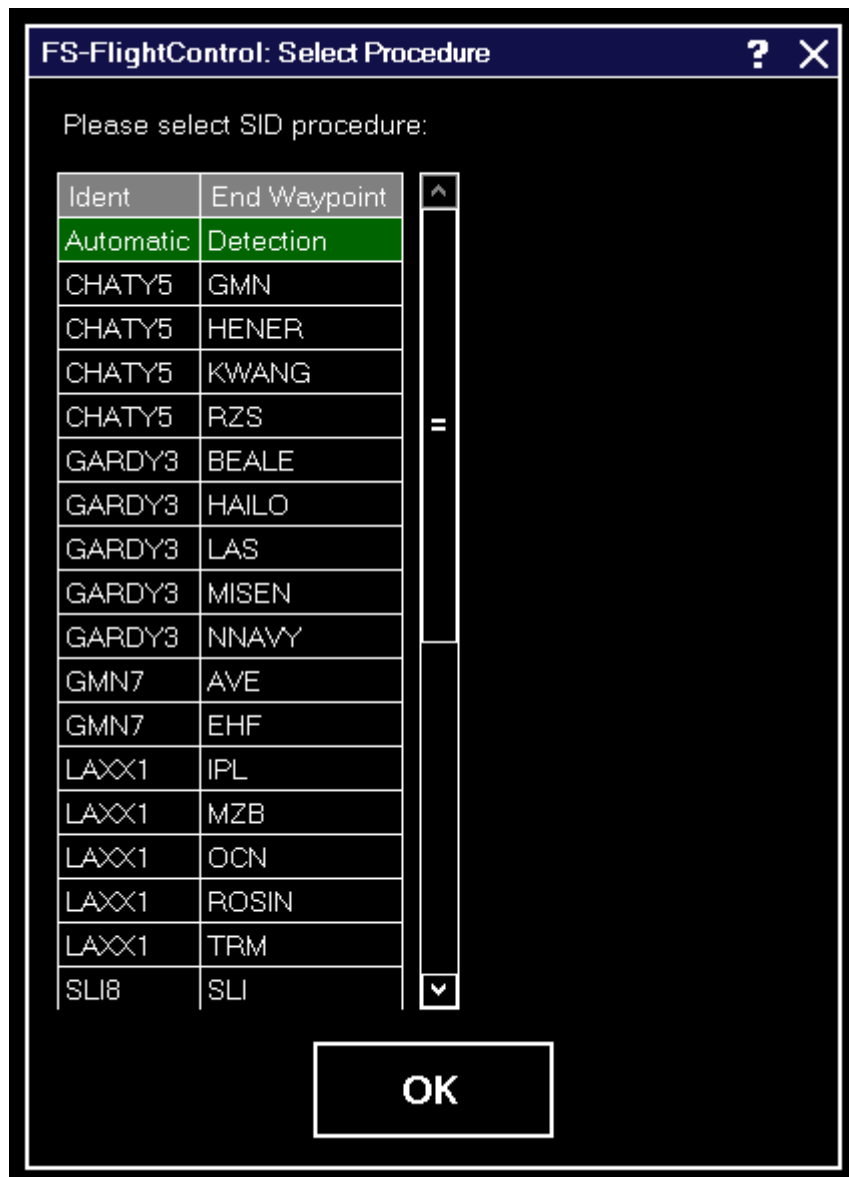 FS-FlightControl: Select Procedure ? X
Please select SID procedure:
Ident End Waypoint
Automatic Detection
CHATY5 GMN
CHATY5 HENER
CHATY5 KWANG
CHATY5 RZS
GARDY3 BEALE
GARDY3 HAILO
GARDY3 LAS
GARDY3 MISEN
GARDY3 NNAVY
GMN7 AVE
GMN7 EHF
LAXX1 IPL
LAXX1 MZB
LAXX1 OCN
LAXX1 ROSIN
LAXX1 TRM
SLI8 SLI
OK